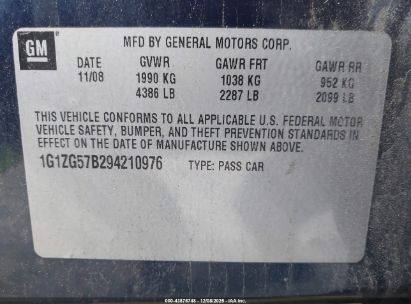 GM
MFD BY GENERAL MOTORS CORP.
DATE GVWR GAWR FRT GAWR RR
11/08 1990 KG 1038 KG 952 KG
4386 LB 2287 LB 2099 LB
THIS VEHICLE CONFORMS TO ALL APPLICABLE U.S. FEDERAL MOTOR
VEHICLE SAFETY, BUMPER, AND THEFT PREVENTION STANDARDS IN
EFFECT ON THE DATE OF MANUFACTURE SHOWN ABOVE.
1G1ZG57B294210976 TYPE: PASS CAR